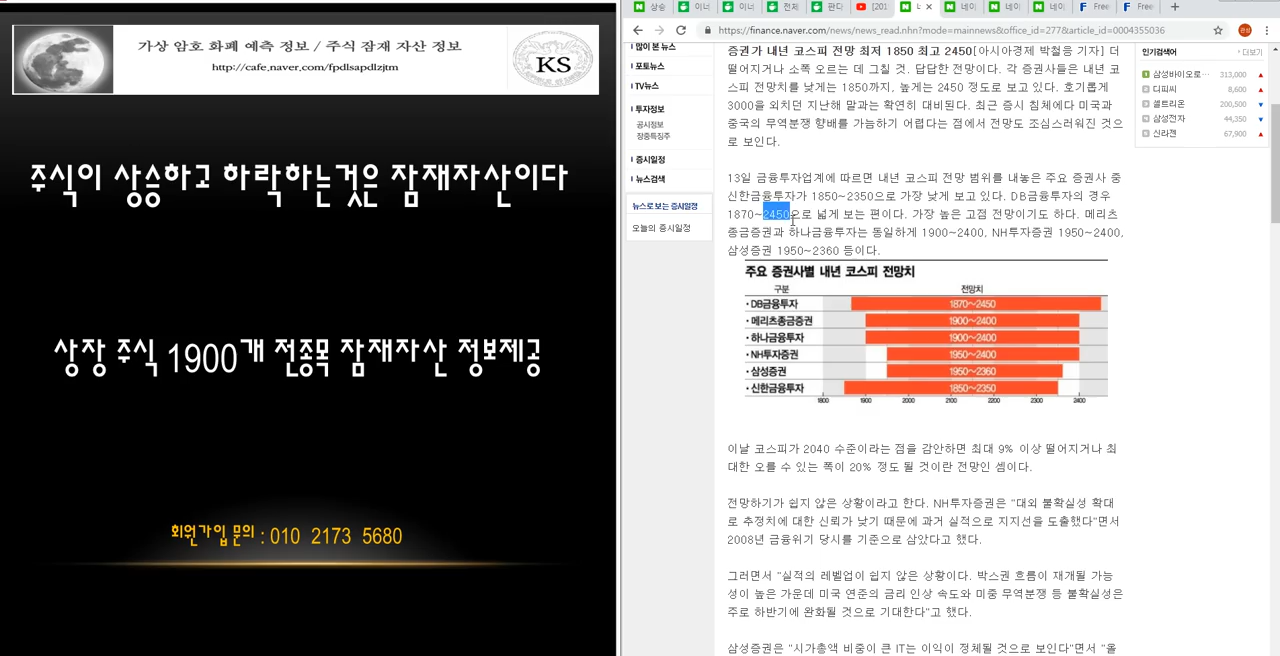 가상 암호 화폐 예측 정보 / 주식 잠재 자산 정보
http://cafe.naver.com/fpdlsapdlzjtm
KS
주식이 상승하고 하락하는것은 잠재자산이다
상장 주식 1900개 전종목 잠재자산 정보제공
회원가입 문의 : 010 2173 5680
상승
이너
이너
전체
판다
[201
네이
네이
네이
Free
Free
https://finance.naver.com/news/news_read.nhn?mode=mainnews&office_id=277&article_id=0004355036
많이 본 뉴스
포토뉴스
TV뉴스
투자정보
공시정보
장중특징주
증시일정
뉴스검색
뉴스로 보는 증시일정
오늘의 증시일정
증권가 내년 코스피 전망 최저 1850 최고 2450[아시아경제 박철응 기자] 더
떨어지거나 소폭 오르는 데 그칠 것. 답답한 전망이다. 각 증권사들은 내년 코
스피 전망치를 낮게는 1850까지, 높게는 2450 정도로 보고 있다. 호기롭게
3000을 외치던 지난해 말과는 확연히 대비된다. 최근 증시 침체에다 미국과
중국의 무역분쟁 향배를 가늠하기 어렵다는 점에서 전망도 조심스러워진 것으
로 보인다.
13일 금융투자업계에 따르면 내년 코스피 전망 범위를 내놓은 주요 증권사 중
신한금융투자가 1850~2350으로 가장 낮게 보고 있다. DB금융투자의 경우
1870~2450으로 넓게 보는 편이다. 가장 높은 고점 전망이기도 하다. 메리츠
종금증권과 하나금융투자는 동일하게 1900~2400, NH투자증권 1950~2400,
삼성증권 1950~2360 등이다.
주요 증권사별 내년 코스피 전망치
구분 전망치
·DB금융투자 1870~2450
·메리츠종금증권 1900~2400
·하나금융투자 1900~2400
·NH투자증권 1950~2400
·삼성증권 1950~2360
·신한금융투자 1850~2350
1800 1900 2000 2100 2200 2300 2400
이날 코스피가 2040 수준이라는 점을 감안하면 최대 9% 이상 떨어지거나 최
대한 오를 수 있는 폭이 20% 정도 될 것이란 전망인 셈이다.
전망하기가 쉽지 않은 상황이라고 한다. NH투자증권은 "대외 불확실성 확대
로 추정치에 대한 신뢰가 낮기 때문에 과거 실적으로 지지선을 도출했다"면서
2008년 금융위기 당시를 기준으로 삼았다고 했다.
그러면서 "실적의 레벨업이 쉽지 않은 상황이다. 박스권 흐름이 재개될 가능
성이 높은 가운데 미국 연준의 금리 인상 속도와 미중 무역분쟁 등 불확실성은
주로 하반기에 완화될 것으로 기대한다"고 했다.
삼성증권은 "시가총액 비중이 큰 IT는 이익이 정체될 것으로 보인다"면서 "올
인기검색어
더보기
1 삼성바이오로… 313,000
2 디피씨 8,600
3 셀트리온 200,500
4 삼성전자 44,350
5 신라젠 67,900